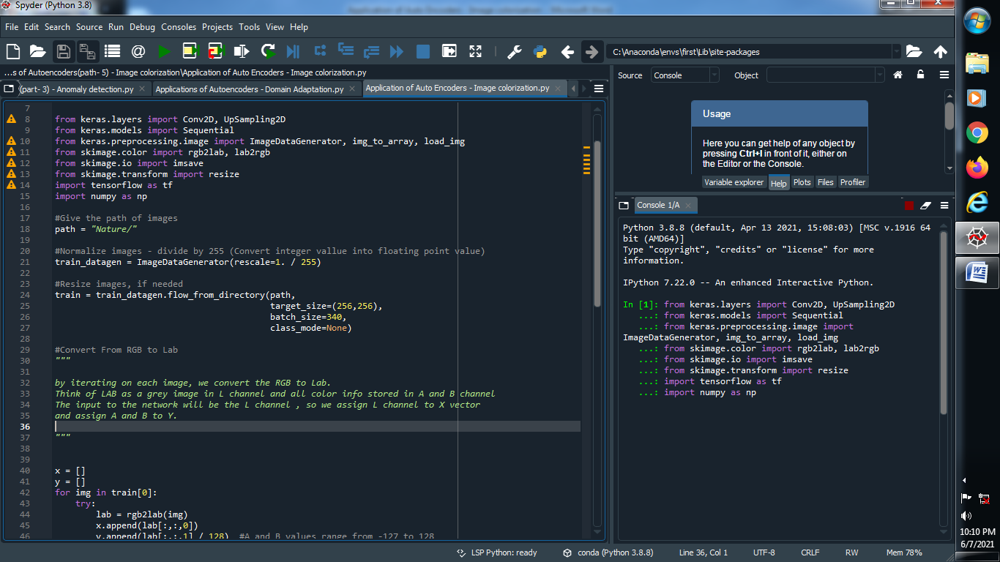 Spyder (Python 3.8)
File Edit Search Source Run Debug Consoles Projects Tools View Help
C:\Anaconda\envs\first\Lib\site-packages
...s of Autoencoders(path- 5) - Image colorization\Application of Auto Encoders - Image colorization.py
(part- 3) - Anomaly detection.py Applications of Autoencoders - Domain Adaptation.py Application of Auto Encoders - Image colorization.py
7
8 from keras.layers import Conv2D, UpSampling2D
9 from keras.models import Sequential
10 from keras.preprocessing.image import ImageDataGenerator, img_to_array, load_img
11 from skimage.color import rgb2lab, lab2rgb
12 from skimage.io import imsave
13 from skimage.transform import resize
14 import tensorflow as tf
15 import numpy as np
16
17 #Give the path of images
18 path = "Nature/"
19
20 #Normalize images - divide by 255 (Convert integer vallue into floating point value)
21 train_datagen = ImageDataGenerator(rescale=1. / 255)
22
23 #Resize images, if needed
24 train = train_datagen.flow_from_directory(path,
25 target_size=(256,256),
26 batch_size=340,
27 class_mode=None)
28
29 #Convert From RGB to Lab
30 """
31
32 by iterating on each image, we convert the RGB to Lab.
33 Think of LAB as a grey image in L channel and all color info stored in A and B channel
34 The input to the network will be the L channel , so we assign L channel to X vector
35 and assign A and B to Y.
36
37 """
38
39
40 x = []
41 y = []
42 for img in train[0]:
43 try:
44 lab = rgb2lab(img)
45 x.append(lab[:,:,0])
46 y.append(lab[:,:,1] / 128) #A and B values range from -127 to 128
Source Console Object
Usage
Here you can get help of any object by
pressing Ctrl+I in front of it, either on
the Editor or the Console.
Variable explorer Help Plots Files Profiler
Console 1/A
Python 3.8.8 (default, Apr 13 2021, 15:08:03) [MSC v.1916 64
bit (AMD64)]
Type "copyright", "credits" or "license" for more
information.
IPython 7.22.0 -- An enhanced Interactive Python.
In [1]: from keras.layers import Conv2D, UpSampling2D
...: from keras.models import Sequential
...: from keras.preprocessing.image import
ImageDataGenerator, img_to_array, load_img
...: from skimage.color import rgb2lab, lab2rgb
...: from skimage.io import imsave
...: from skimage.transform import resize
...: import tensorflow as tf
...: import numpy as np
LSP Python: ready conda (Python 3.8.8) Line 36, Col 1 UTF-8 CRLF RW Mem 78%
10:10 PM
6/7/2021